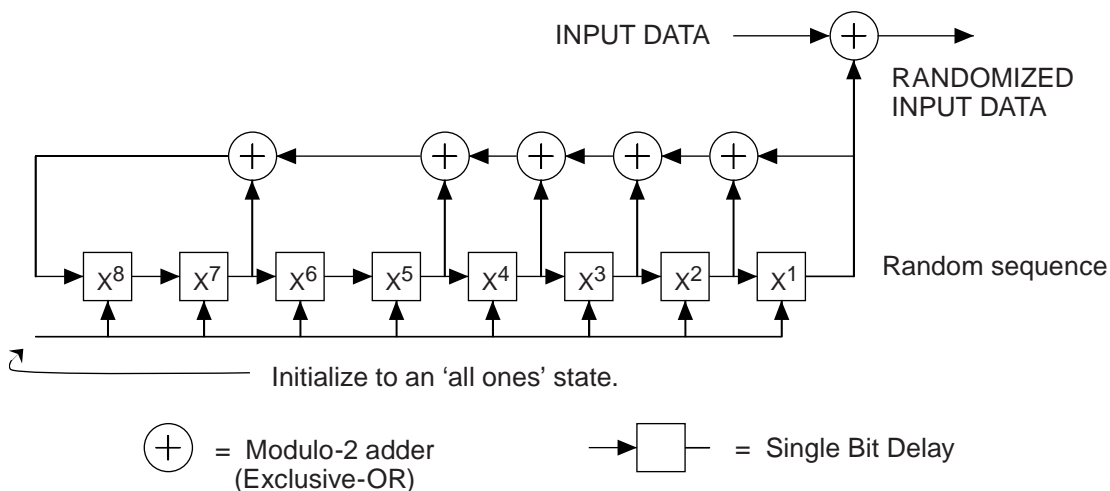 INPUT DATA
RANDOMIZED
INPUT DATA
X⁸ X⁷ X⁶ X⁵ X⁴ X³ X² X¹
Random sequence
Initialize to an ‘all ones’ state.
= Modulo-2 adder
(Exclusive-OR)
= Single Bit Delay